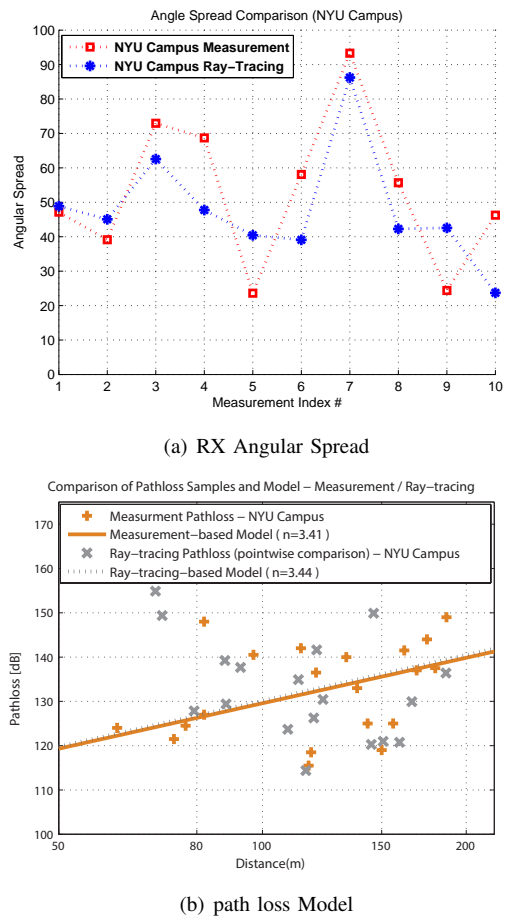 Angle Spread Comparison (NYU Campus)
100
90
80
70
60
50
40
30
20
10
0
Angular Spread
NYU Campus Measurement
NYU Campus Ray−Tracing
1 2 3 4 5 6 7 8 9 10
Measurement Index #
(a) RX Angular Spread
Comparison of Pathloss Samples and Model − Measurement / Ray−tracing
170
160
150
140
130
120
110
100
Pathloss [dB]
Measurment Pathloss − NYU Campus
Measurement−based Model ( n=3.41 )
Ray−tracing Pathloss (pointwise comparison) − NYU Campus
Ray−tracing−based Model ( n=3.44 )
50 80 100 150 200
Distance(m)
(b) path loss Model